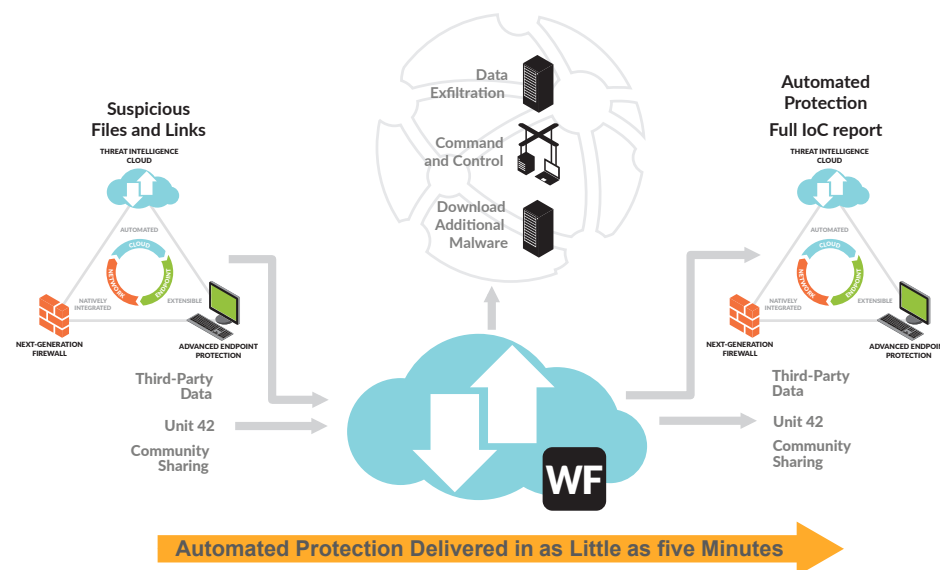 Data
Exfiltration
Command
and Control
Download
Additional
Malware
Suspicious
Files and Links
THREAT INTELLIGENCE
CLOUD
AUTOMATED
CLOUD
NETWORK
ENDPOINT
NATIVELY
INTEGRATED
EXTENSIBLE
NEXT-GENERATION
FIREWALL
ADVANCED ENDPOINT
PROTECTION
Third-Party
Data
Unit 42
Community
Sharing
WF
Automated
Protection
Full IoC report
THREAT INTELLIGENCE
CLOUD
AUTOMATED
CLOUD
NETWORK
ENDPOINT
NATIVELY
INTEGRATED
EXTENSIBLE
NEXT-GENERATION
FIREWALL
ADVANCED ENDPOI
PROTECTION
Third-Party
Data
Unit 42
Community
Sharing
Automated Protection Delivered in as Little as five Minutes